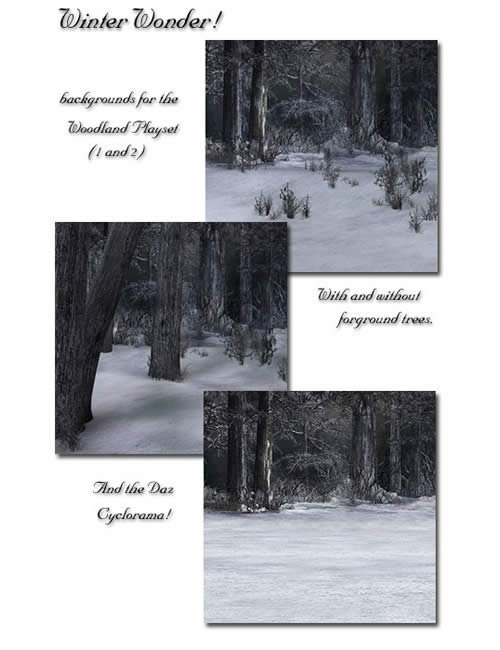 Winter Wonder!
backgrounds for the
Woodland Playset
(1 and 2)
With and without
forground trees.
And the Daz
Cyclorama!